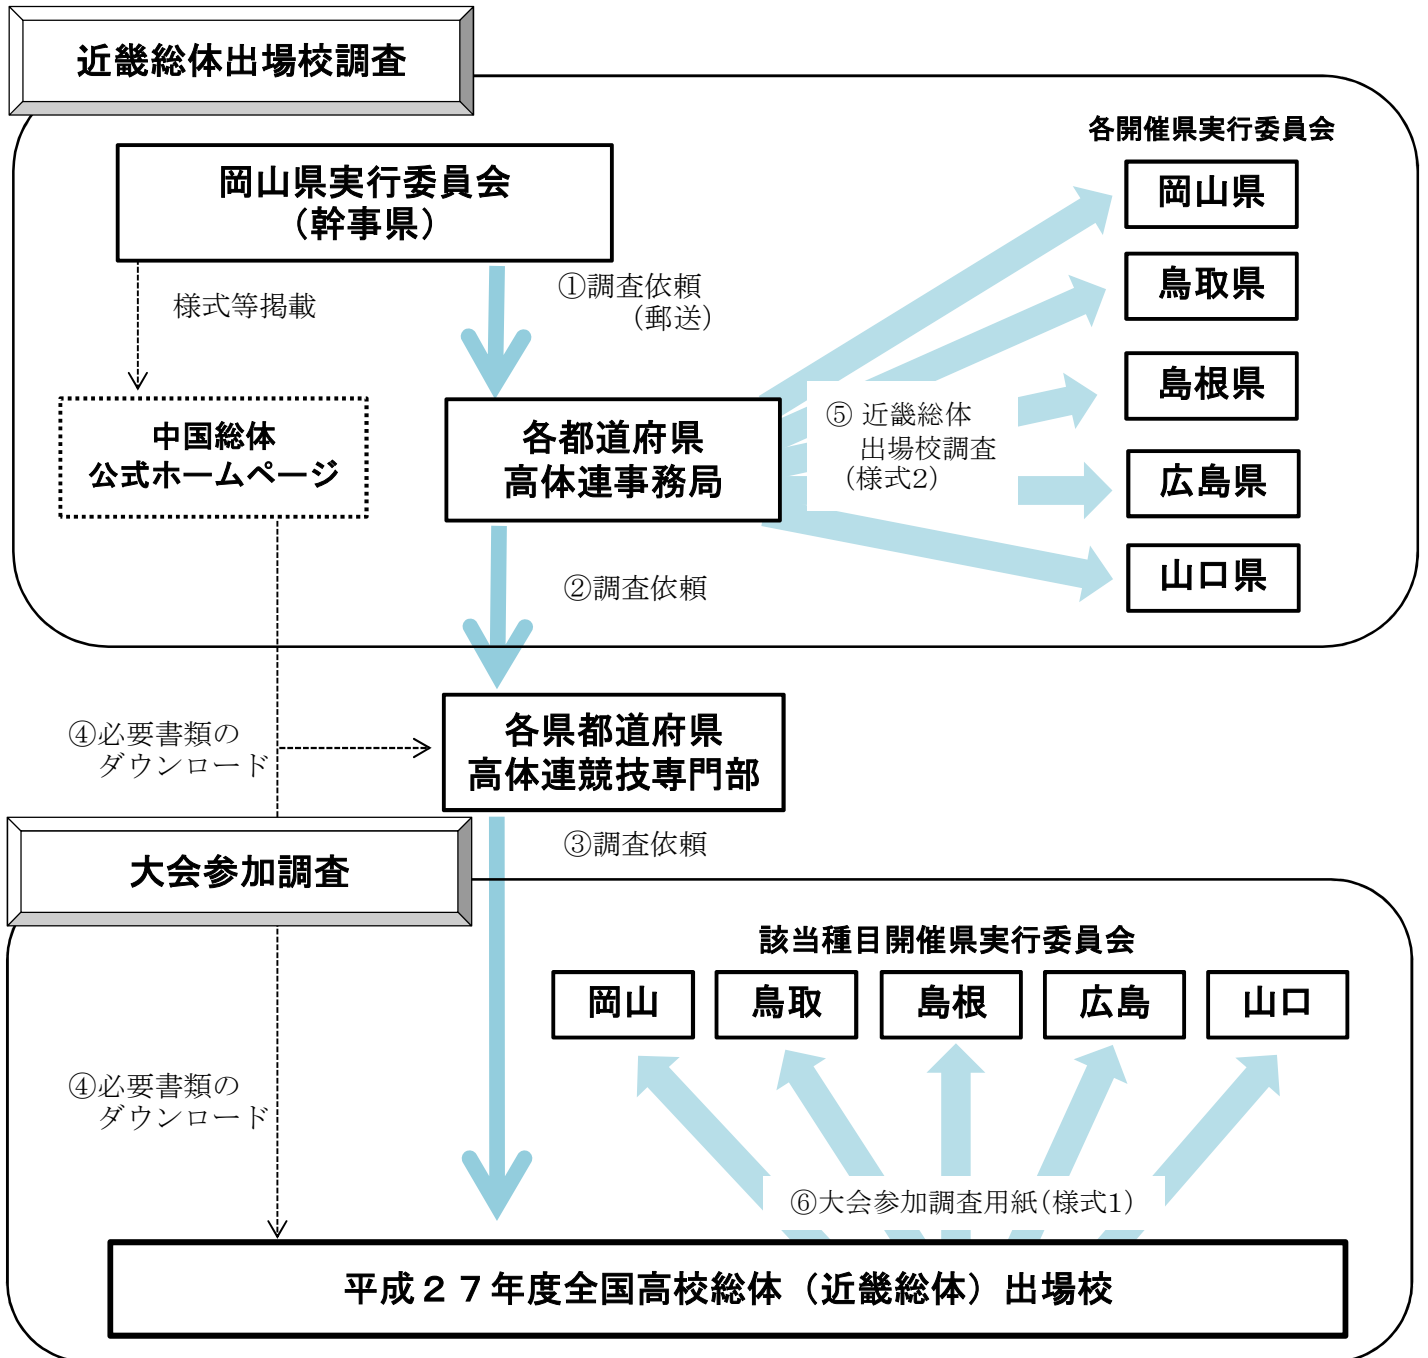 近畿総体出場校調査
各開催県実行委員会
岡山県実行委員会
（幹事県）
岡山県
鳥取県
島根県
広島県
山口県
様式等掲載
①調査依頼
（郵送）
中国総体
公式ホームページ
各都道府県
高体連事務局
⑤ 近畿総体
出場校調査
（様式2）
②調査依頼
④必要書類の
ダウンロード
各県都道府県
高体連競技専門部
③調査依頼
大会参加調査
該当種目開催県実行委員会
岡山
鳥取
島根
広島
山口
④必要書類の
ダウンロード
⑥大会参加調査用紙（様式1）
平成２７年度全国高校総体（近畿総体）出場校